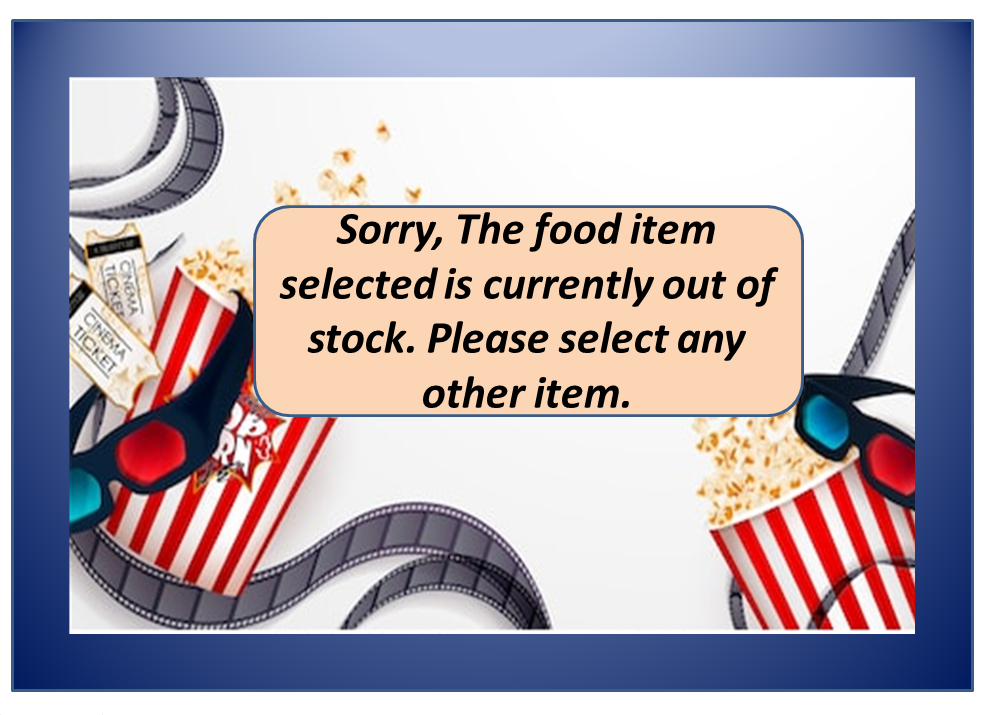 Sorry, The food item
selected is currently out of
stock. Please select any
other item.
CINEMA
TICKET
CINEMA
TICKET